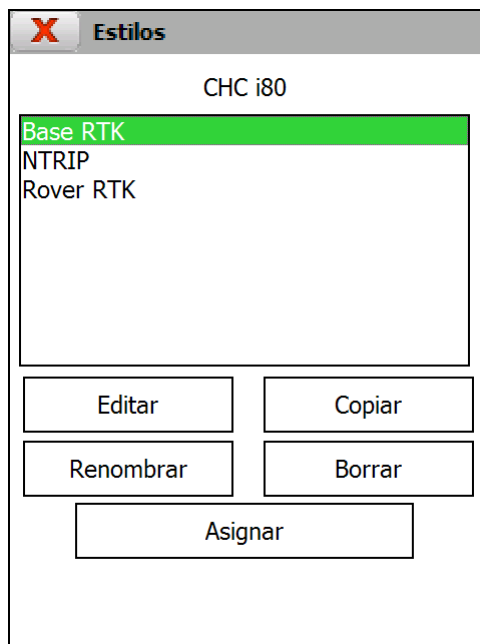 Estilos
CHC i80
Base RTK
NTRIP
Rover RTK
Editar
Copiar
Renombrar
Borrar
Asignar